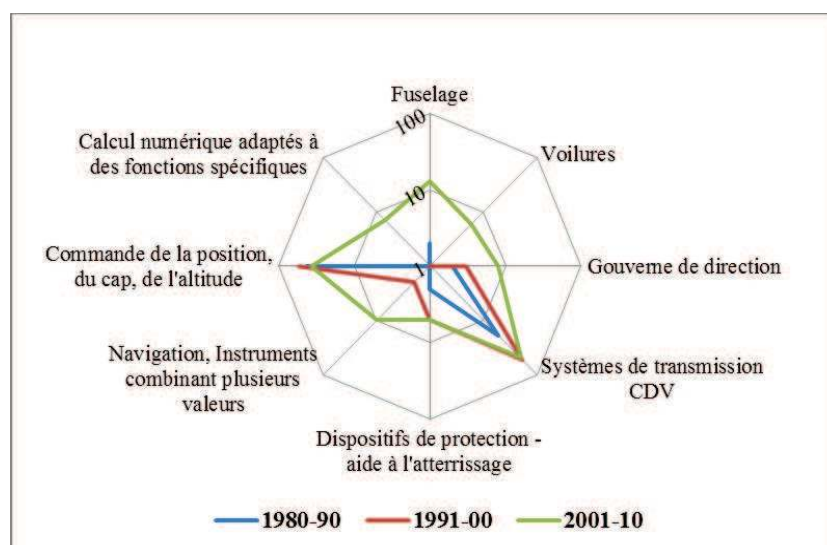 Fuselage
100
Calcul numérique adaptés à
des fonctions spécifiques
Voilures
10
Commande de la position,
du cap, de l'altitude
1
Gouverne de direction
Navigation, Instruments
combinant plusieurs
valeurs
Systèmes de transmission
CDV
Dispositifs de protection -
aide à l'atterrissage
1980-90
1991-00
2001-10